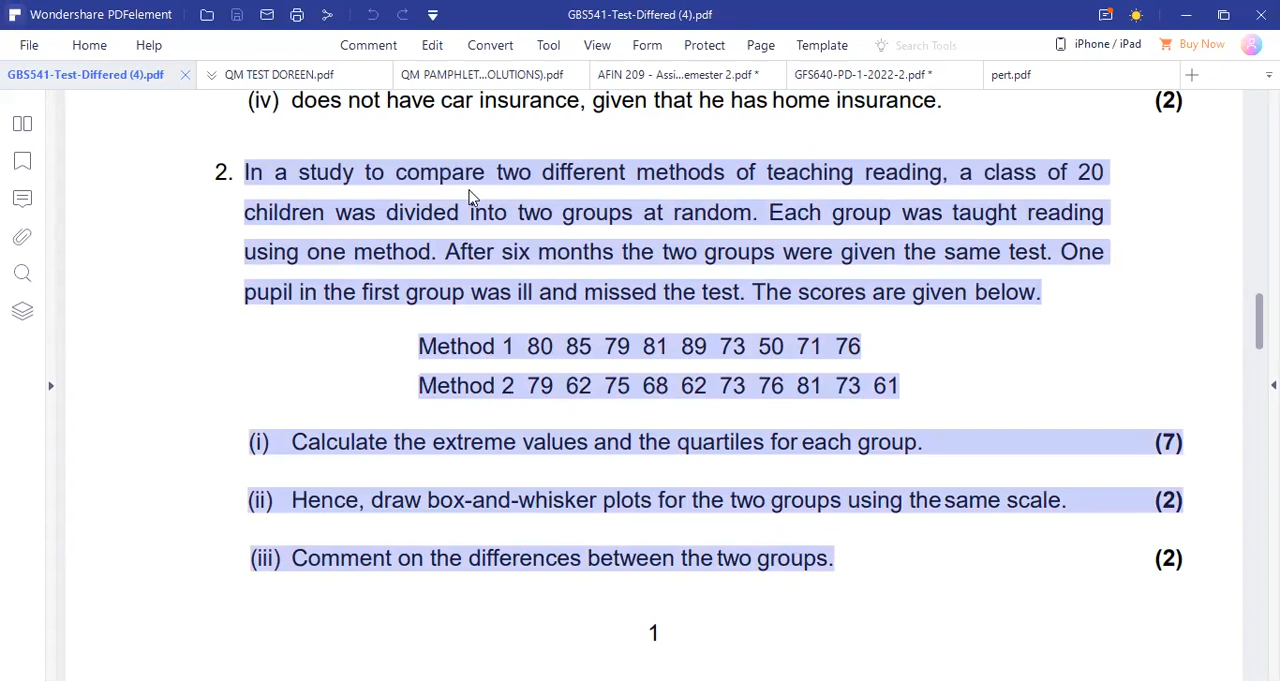 Wondershare PDFelement
GBS541-Test-Differed (4).pdf
File Home Help Comment Edit Convert Tool View Form Protect Page Template Search Tools iPhone / iPad Buy Now
GBS541-Test-Differed (4).pdf QM TEST DOREEN.pdf QM PAMPHLET...OLUTIONS).pdf AFIN 209 - Assi...emester 2.pdf * GFS640-PD-1-2022-2.pdf * pert.pdf
(iv) does not have car insurance, given that he has home insurance. (2)
2. In a study to compare two different methods of teaching reading, a class of 20
children was divided into two groups at random. Each group was taught reading
using one method. After six months the two groups were given the same test. One
pupil in the first group was ill and missed the test. The scores are given below.
Method 1 80 85 79 81 89 73 50 71 76
Method 2 79 62 75 68 62 73 76 81 73 61
(i) Calculate the extreme values and the quartiles for each group. (7)
(ii) Hence, draw box-and-whisker plots for the two groups using the same scale. (2)
(iii) Comment on the differences between the two groups. (2)
1